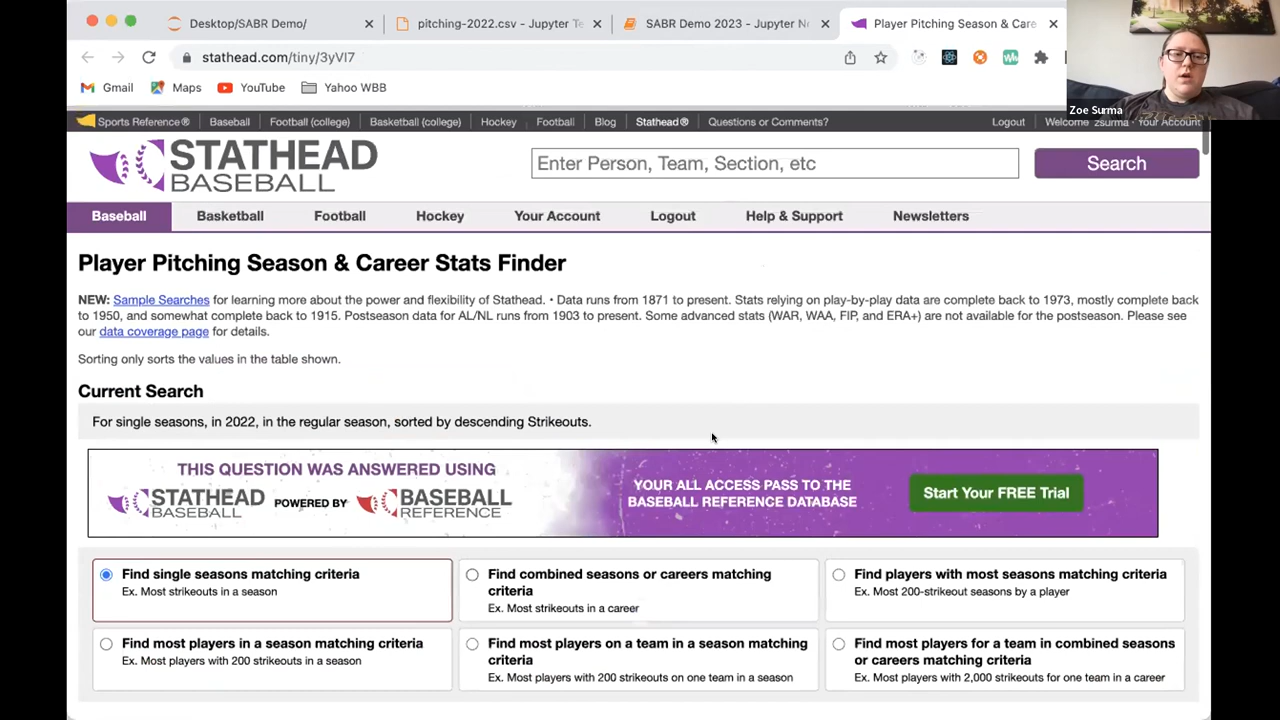 Desktop/SABR Demo/
pitching-2022.csv - Jupyter Te
SABR Demo 2023 - Jupyter N
Player Pitching Season & Care
stathead.com/tiny/3yVI7
Gmail
Maps
YouTube
Yahoo WBB
Zoe Surma
Sports Reference®
Baseball
Football (college)
Basketball (college)
Hockey
Football
Blog
Stathead®
Questions or Comments?
Logout
Welcome zsurma · Your Account
STATHEAD
BASEBALL
Enter Person, Team, Section, etc
Search
Baseball
Basketball
Football
Hockey
Your Account
Logout
Help & Support
Newsletters
Player Pitching Season & Career Stats Finder
NEW: Sample Searches for learning more about the power and flexibility of Stathead. • Data runs from 1871 to present. Stats relying on play-by-play data are complete back to 1973, mostly complete back
to 1950, and somewhat complete back to 1915. Postseason data for AL/NL runs from 1903 to present. Some advanced stats (WAR, WAA, FIP, and ERA+) are not available for the postseason. Please see
our data coverage page for details.
Sorting only sorts the values in the table shown.
Current Search
For single seasons, in 2022, in the regular season, sorted by descending Strikeouts.
THIS QUESTION WAS ANSWERED USING
STATHEAD
BASEBALL
POWERED BY
BASEBALL
REFERENCE
YOUR ALL ACCESS PASS TO THE
BASEBALL REFERENCE DATABASE
Start Your FREE Trial
Find single seasons matching criteria
Ex. Most strikeouts in a season
Find combined seasons or careers matching
criteria
Ex. Most strikeouts in a career
Find players with most seasons matching criteria
Ex. Most 200-strikeout seasons by a player
Find most players in a season matching criteria
Ex. Most players with 200 strikeouts in a season
Find most players on a team in a season matching
criteria
Ex. Most players with 200 strikeouts on one team in a season
Find most players for a team in combined seasons
or careers matching criteria
Ex. Most players with 2,000 strikeouts for one team in a career